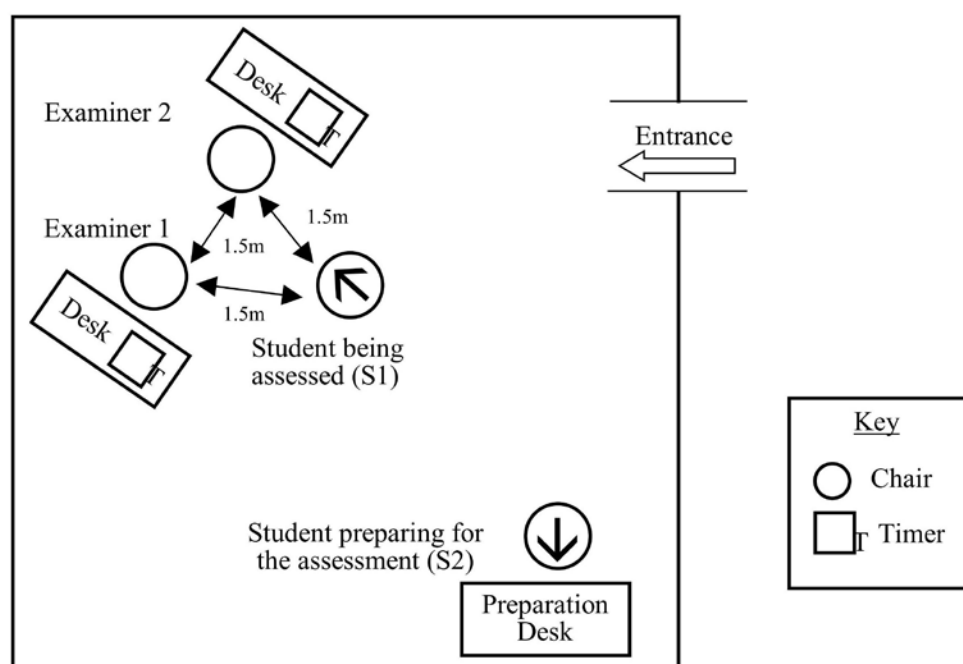 Desk
T
Examiner 2
Entrance
1.5m
Examiner 1
1.5m
1.5m
Desk
T
Student being
assessed (S1)
Key
Chair
T Timer
Student preparing for
the assessment (S2)
Preparation
Desk